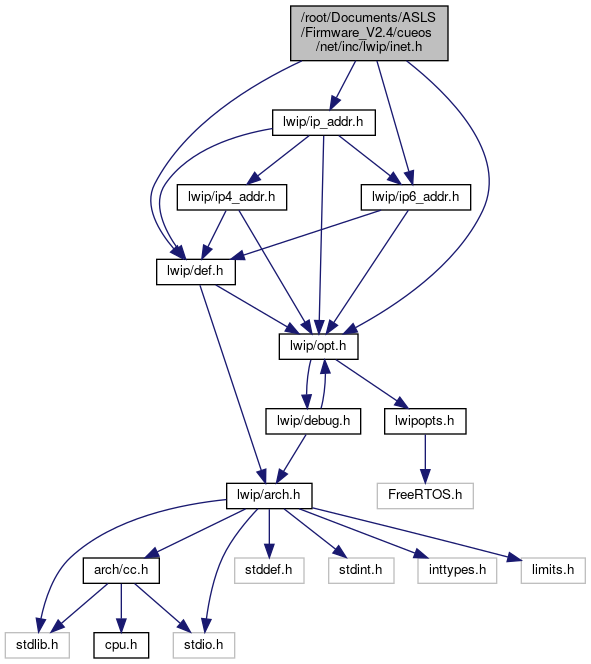 /root/Documents/ASLS
/Firmware_V2.4/cueos
/net/inc/lwip/inet.h
lwip/ip_addr.h
lwip/ip4_addr.h
lwip/ip6_addr.h
lwip/def.h
lwip/opt.h
lwip/debug.h
lwipopts.h
lwip/arch.h
FreeRTOS.h
arch/cc.h
stddef.h
stdint.h
inttypes.h
limits.h
stdlib.h
cpu.h
stdio.h